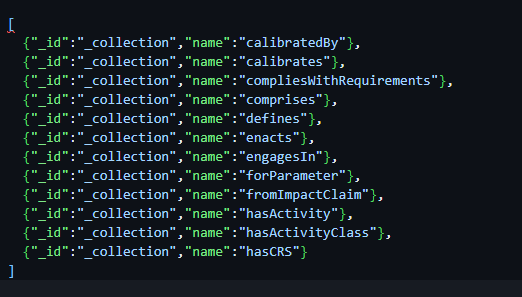 [
{"_id":"_collection","name":"calibratedBy"},
{"_id":"_collection","name":"calibrates"},
{"_id":"_collection","name":"compliesWithRequirements"},
{"_id":"_collection","name":"comprises"},
{"_id":"_collection","name":"defines"},
{"_id":"_collection","name":"enacts"},
{"_id":"_collection","name":"engagesIn"},
{"_id":"_collection","name":"forParameter"},
{"_id":"_collection","name":"fromImpactClaim"},
{"_id":"_collection","name":"hasActivity"},
{"_id":"_collection","name":"hasActivityClass"},
{"_id":"_collection","name":"hasCRS"}
]